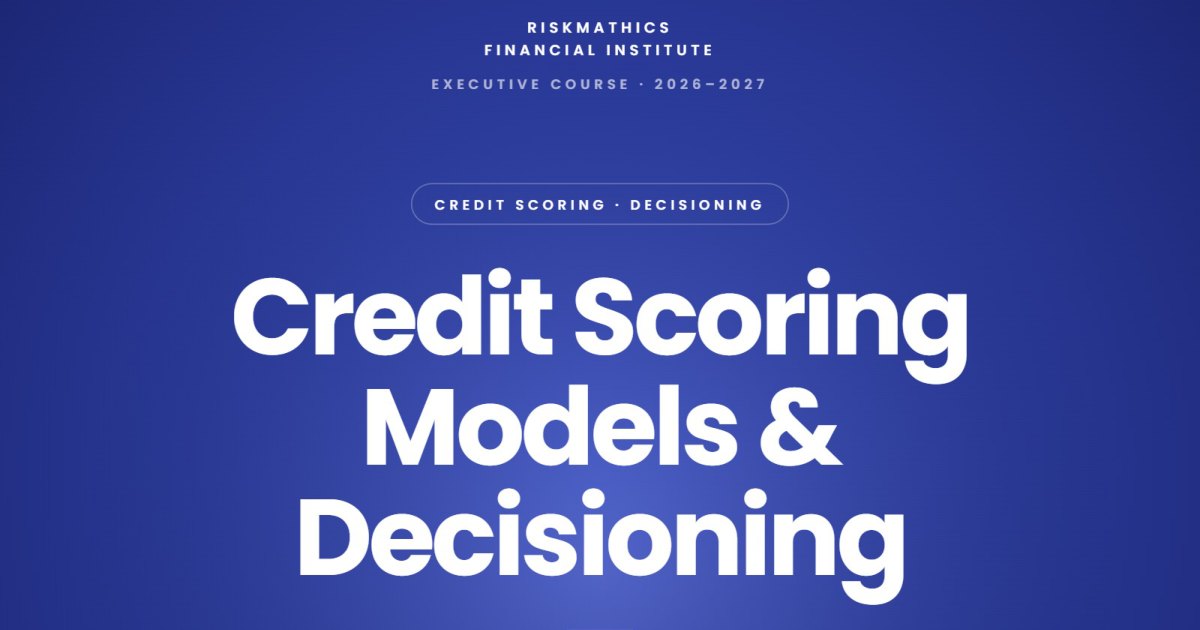 RISKMATHICS
FINANCIAL INSTITUTE
EXECUTIVE COURSE · 2026–2027
CREDIT SCORING · DECISIONING
Credit Scoring
Models &
Decisioning